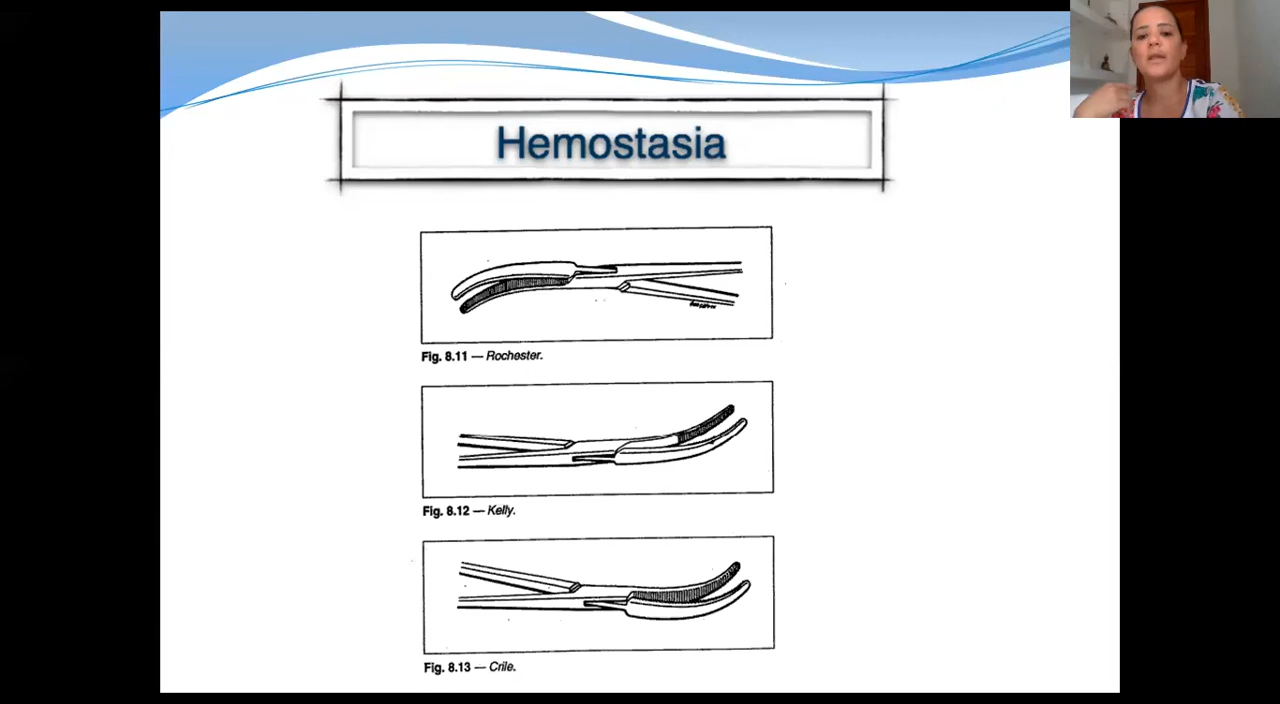 Hemostasia
Fig. 8.11 — Rochester.
Fig. 8.12 — Kelly.
Fig. 8.13 — Crile.